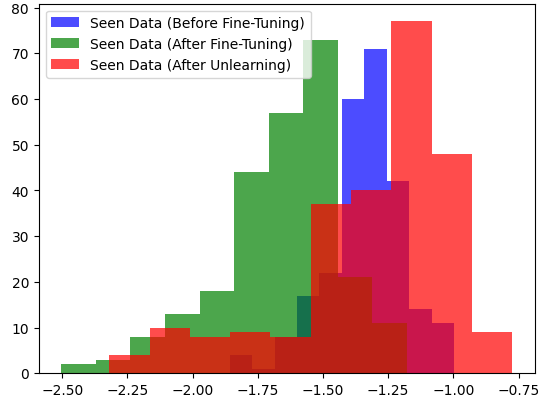 80
70
60
50
40
30
20
10
0
Seen Data (Before Fine-Tuning)
Seen Data (After Fine-Tuning)
Seen Data (After Unlearning)
−2.50 −2.25 −2.00 −1.75 −1.50 −1.25 −1.00 −0.75